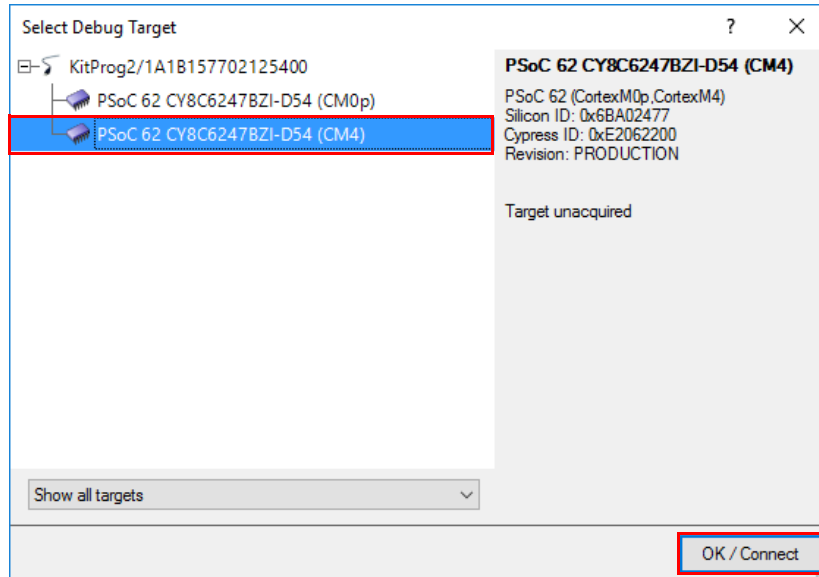 Select Debug Target
?
KitProg2/1A1B157702125400
PSoC 62 CY8C6247BZI-D54 (CM0p)
PSoC 62 CY8C6247BZI-D54 (CM4)
PSoC 62 CY8C6247BZI-D54 (CM4)
PSoC 62 (CortexM0p,CortexM4)
Silicon ID: 0x6BA02477
Cypress ID: 0xE2062200
Revision: PRODUCTION
Target unacquired
Show all targets
OK / Connect